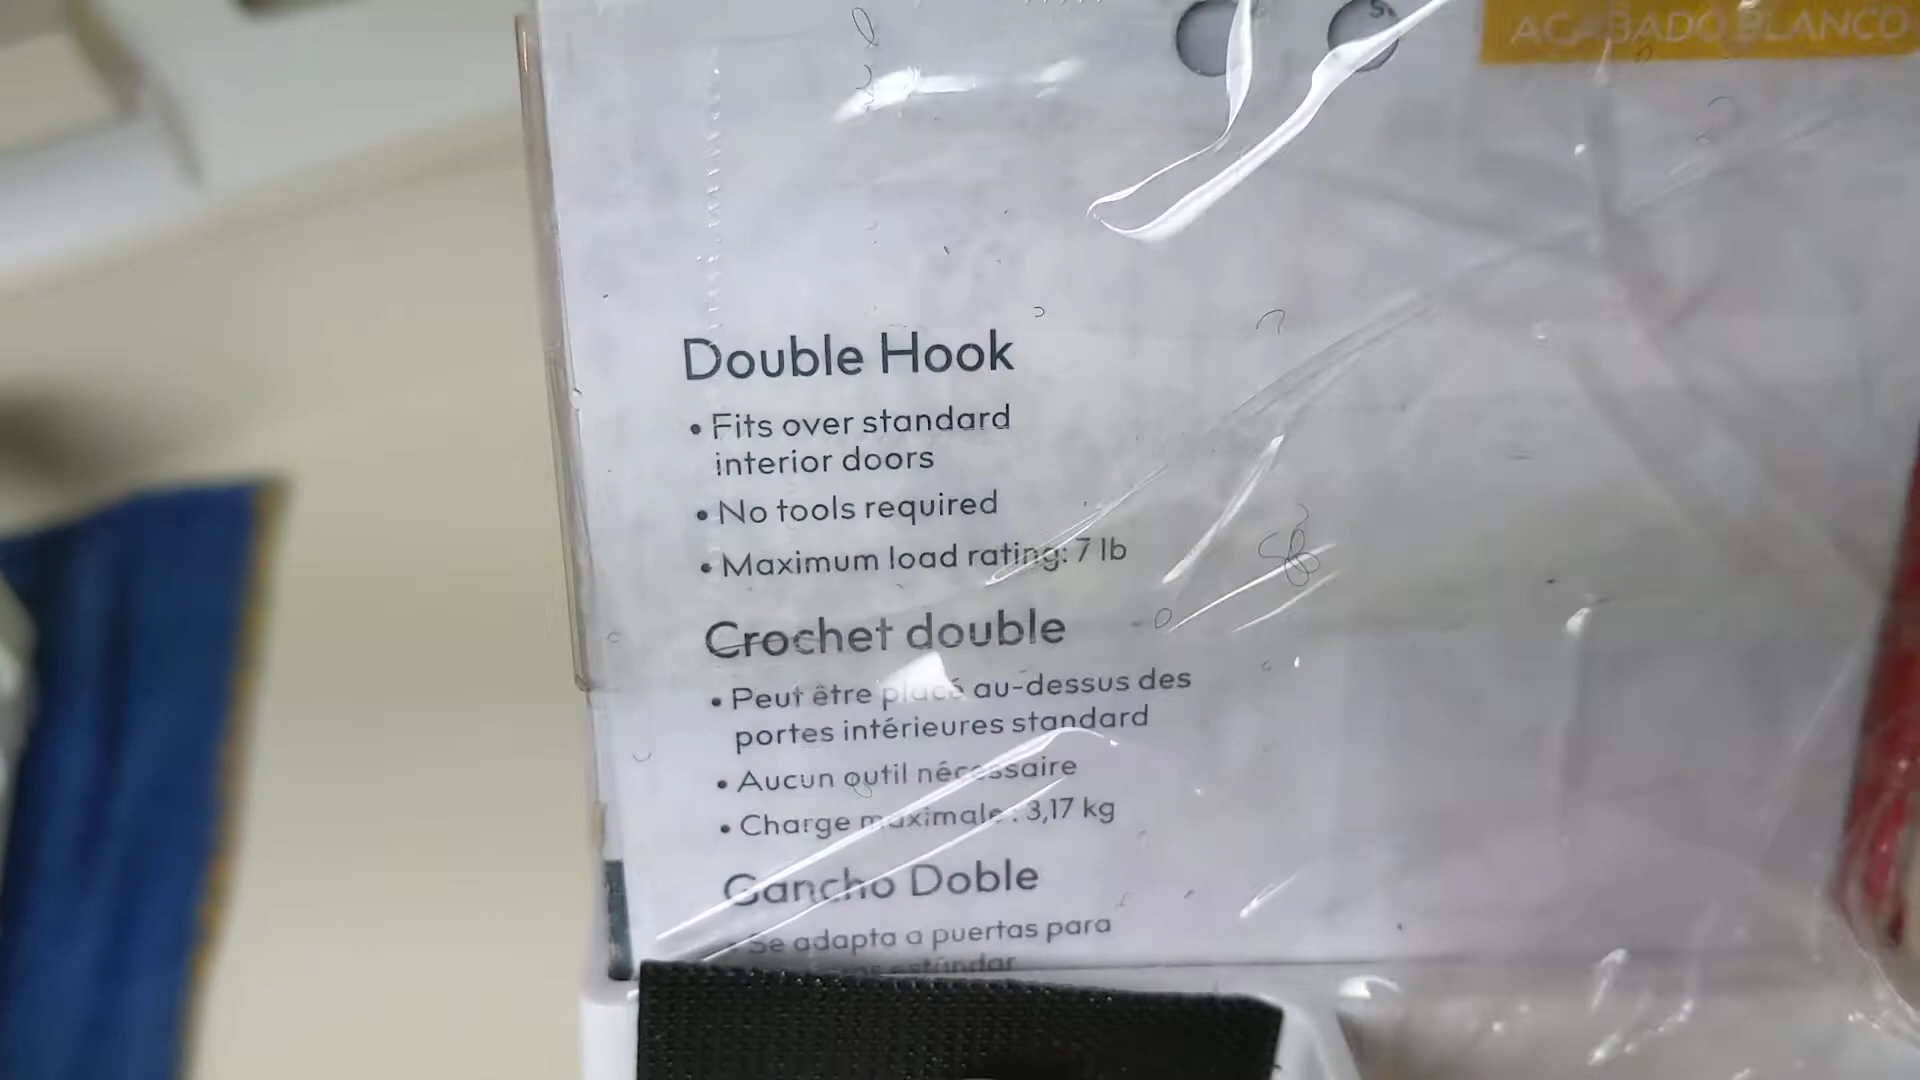 ACABADO BLANCO
Double Hook
• Fits over standard
interior doors
• No tools required
• Maximum load rating: 7 lb
Crochet double
• Peut être placé au-dessus des
portes intérieures standard
• Aucun outil nécessaire
• Charge maximale : 3,17 kg
Gancho Doble
• Se adapta a puertas para
estándar